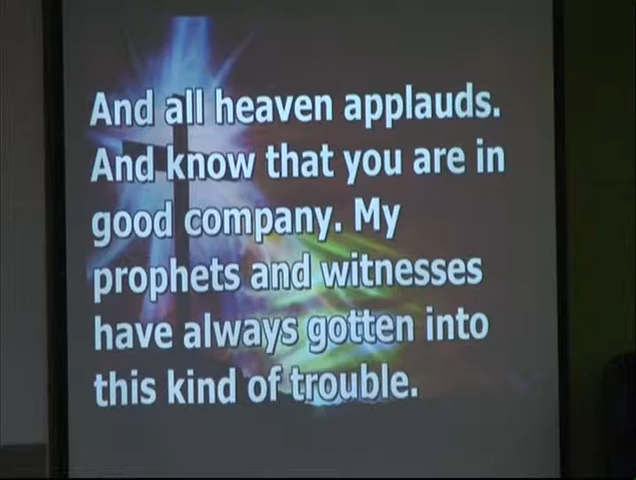 And all heaven applauds.
And know that you are in
good company. My
prophets and witnesses
have always gotten into
this kind of trouble.